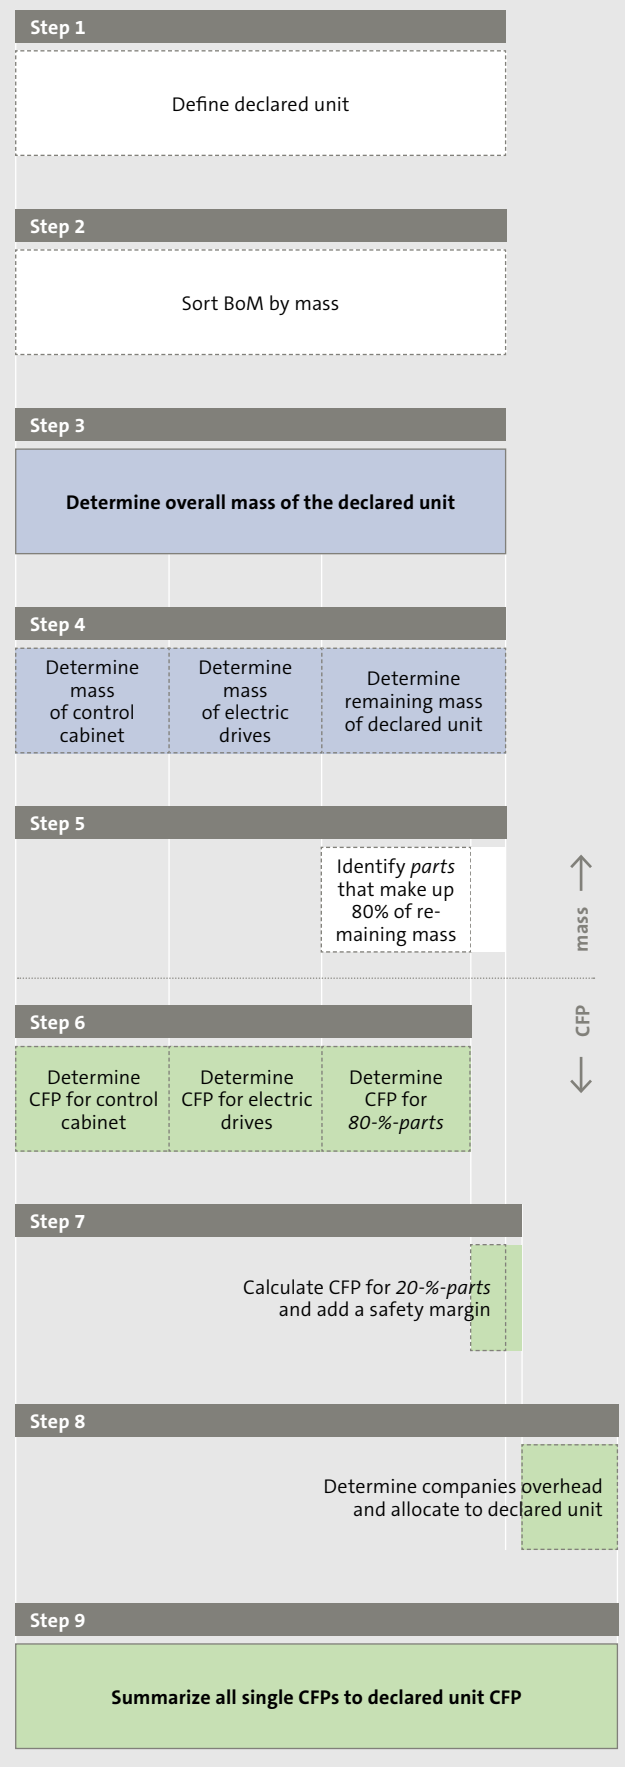 Step 1
Define declared unit
Step 2
Sort BoM by mass
Step 3
Determine overall mass of the declared unit
Step 4
Determine
mass
of control
cabinet
Determine
mass
of electric
drives
Determine
remaining mass
of declared unit
Step 5
Identify parts
that make up
80% of re-
maining mass
mass
CFP
Step 6
Determine
CFP for control
cabinet
Determine
CFP for electric
drives
Determine
CFP for
80-%-parts
Step 7
Calculate CFP for 20-%-parts
and add a safety margin
Step 8
Determine companies overhead
and allocate to declared unit
Step 9
Summarize all single CFPs to declared unit CFP